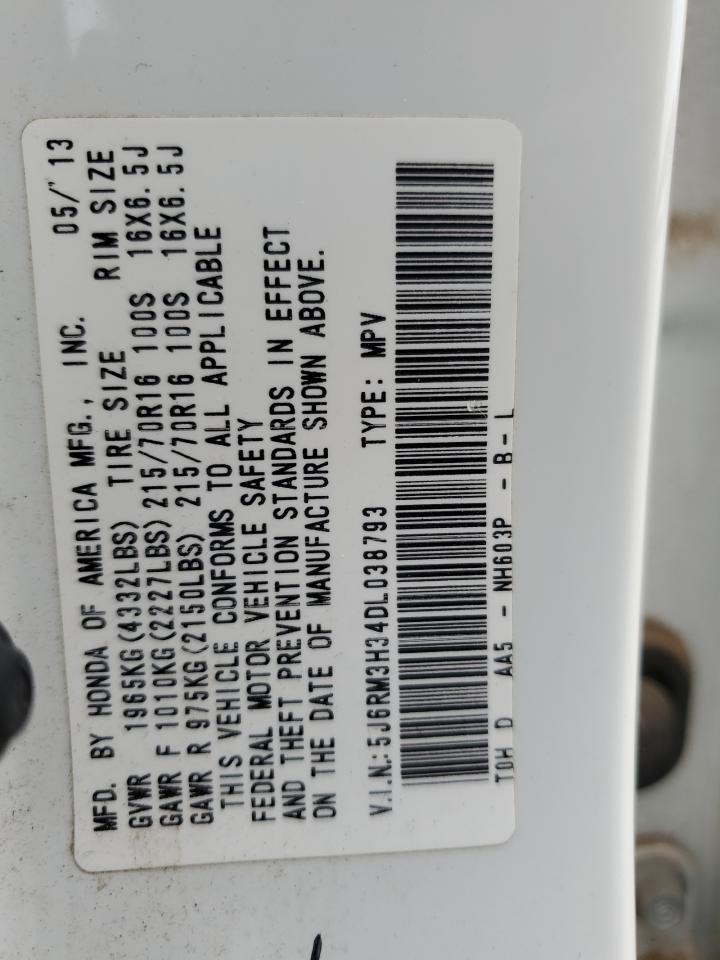 MFD. BY HONDA OF AMERICA MFG., INC. 05/'13
GVWR 1965KG(4332LBS) TIRE SIZE RIM SIZE
GAWR F 1010KG(2227LBS) 215/70R16 100S 16X6.5J
GAWR R 975KG(2150LBS) 215/70R16 100S 16X6.5J
THIS VEHICLE CONFORMS TO ALL APPLICABLE
FEDERAL MOTOR VEHICLE SAFETY
AND THEFT PREVENTION STANDARDS IN EFFECT
ON THE DATE OF MANUFACTURE SHOWN ABOVE.
V.I.N.: 5J6RM3H34DL038793 TYPE: MPV
TOH D AA5 - NH603P - B - L